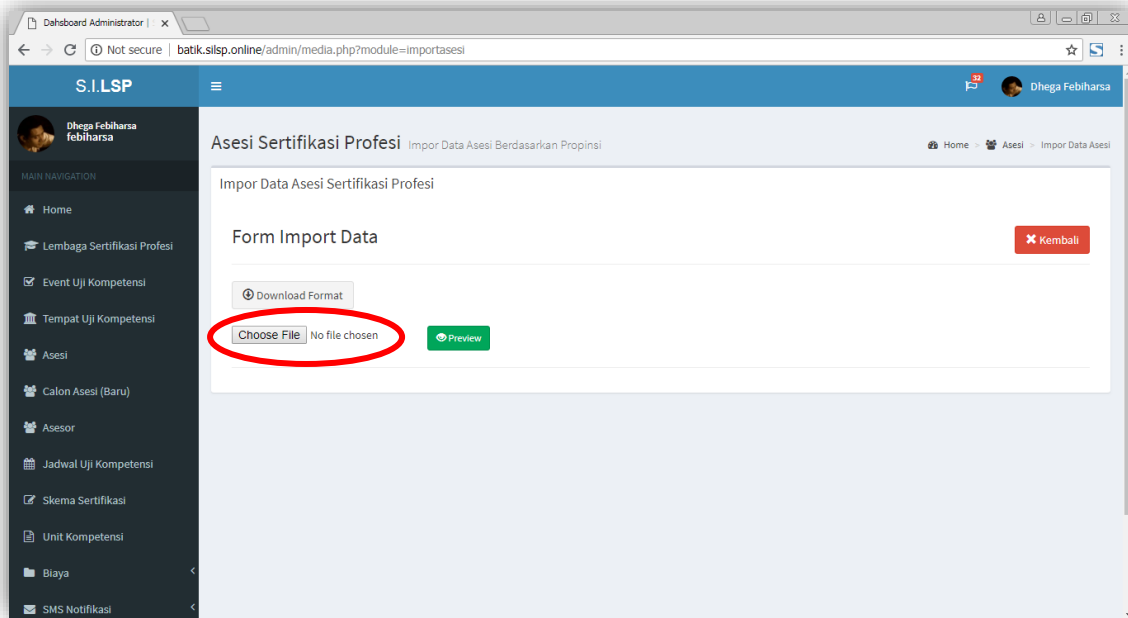 Dahsboard Administrator |
Not secure | batik.silsp.online/admin/media.php?module=importasesi
S.I.LSP
32
Dhega Febiharsa
Dhega Febiharsa
febiharsa
Asesi Sertifikasi Profesi Impor Data Asesi Berdasarkan Propinsi
Home > Asesi > Impor Data Asesi
MAIN NAVIGATION
Impor Data Asesi Sertifikasi Profesi
Home
Form Import Data
Kembali
Lembaga Sertifikasi Profesi
Event Uji Kompetensi
Download Format
Tempat Uji Kompetensi
Choose File No file chosen
Preview
Asesi
Calon Asesi (Baru)
Asesor
Jadwal Uji Kompetensi
Skema Sertifikasi
Unit Kompetensi
Biaya
SMS Notifikasi